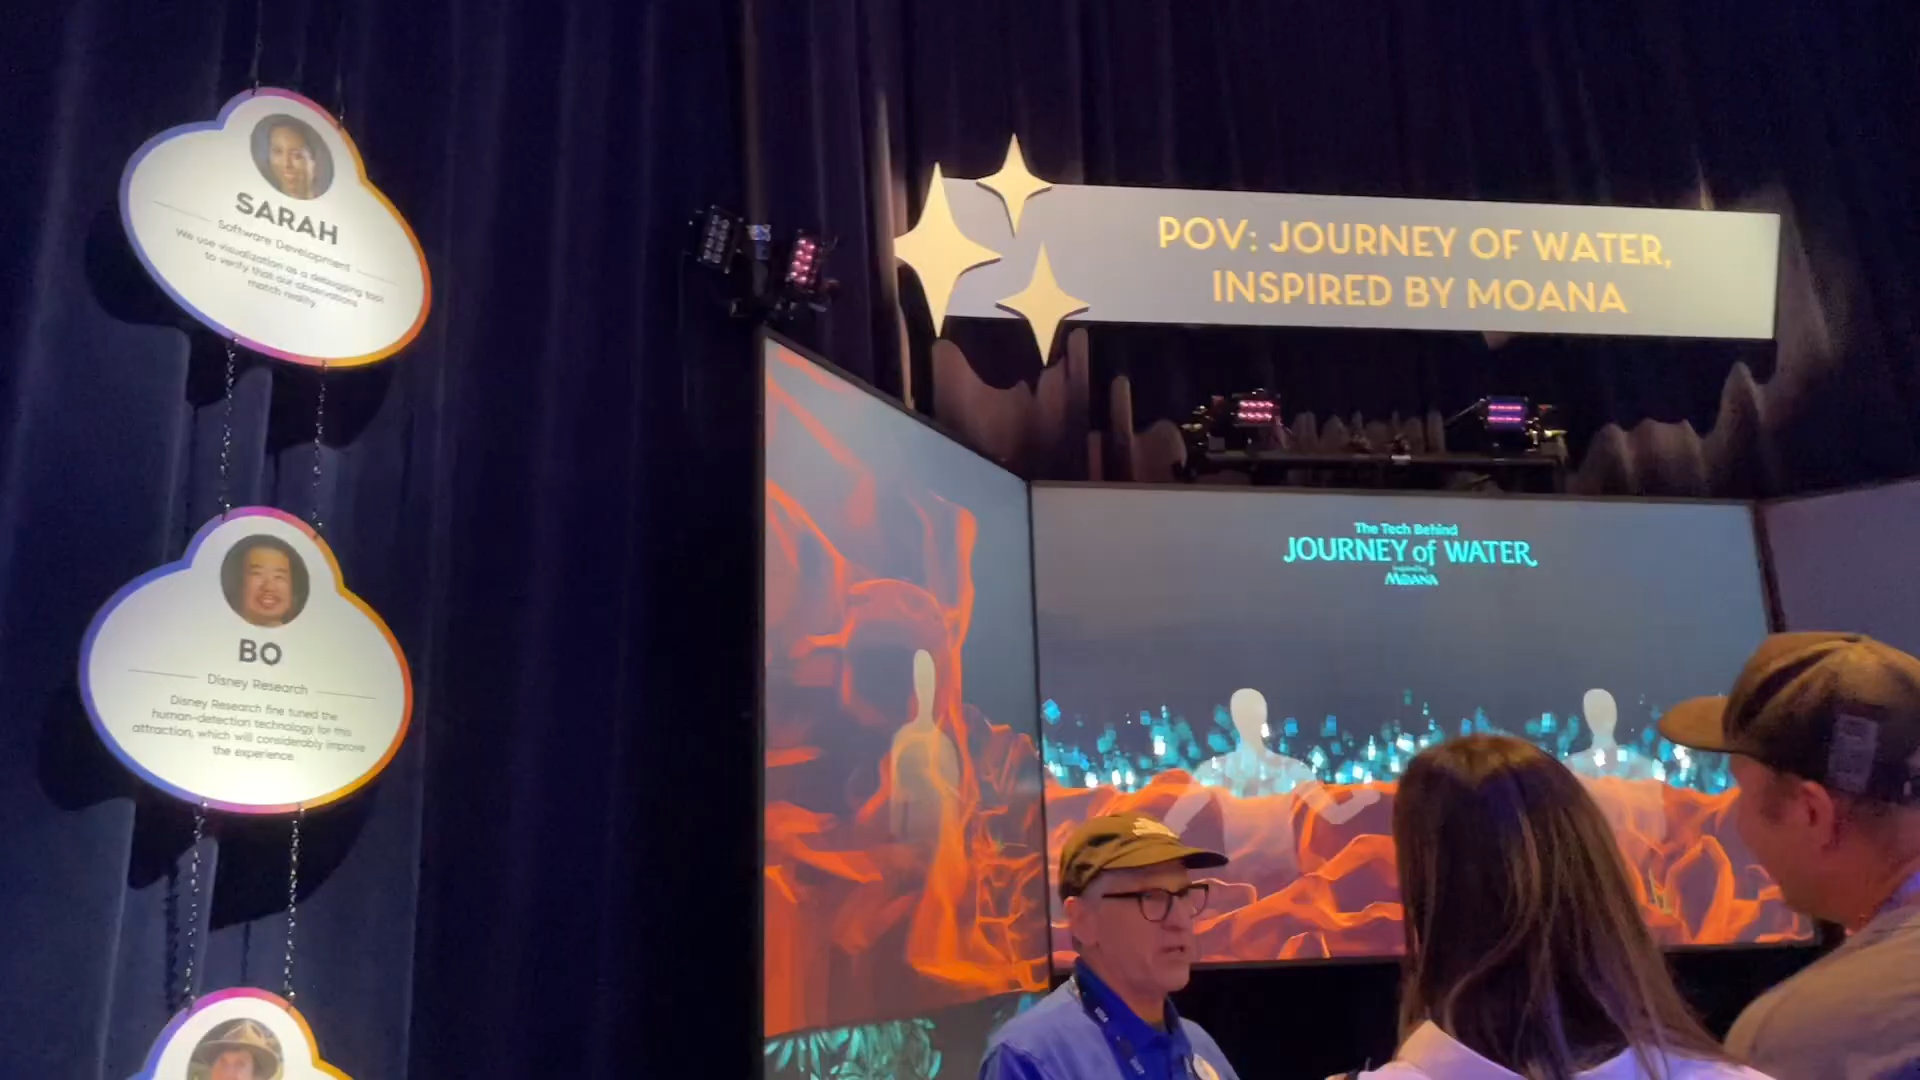 SARAH
Software Development
We use visualization as a debugging tool
to verify that our observations
match reality.
BO
Disney Research
Disney Research fine tuned the
human-detection technology for this
attraction, which will considerably improve
the experience.
POV: JOURNEY OF WATER,
INSPIRED BY MOANA
The Tech Behind
JOURNEY of WATER
Inspired by
MOANA